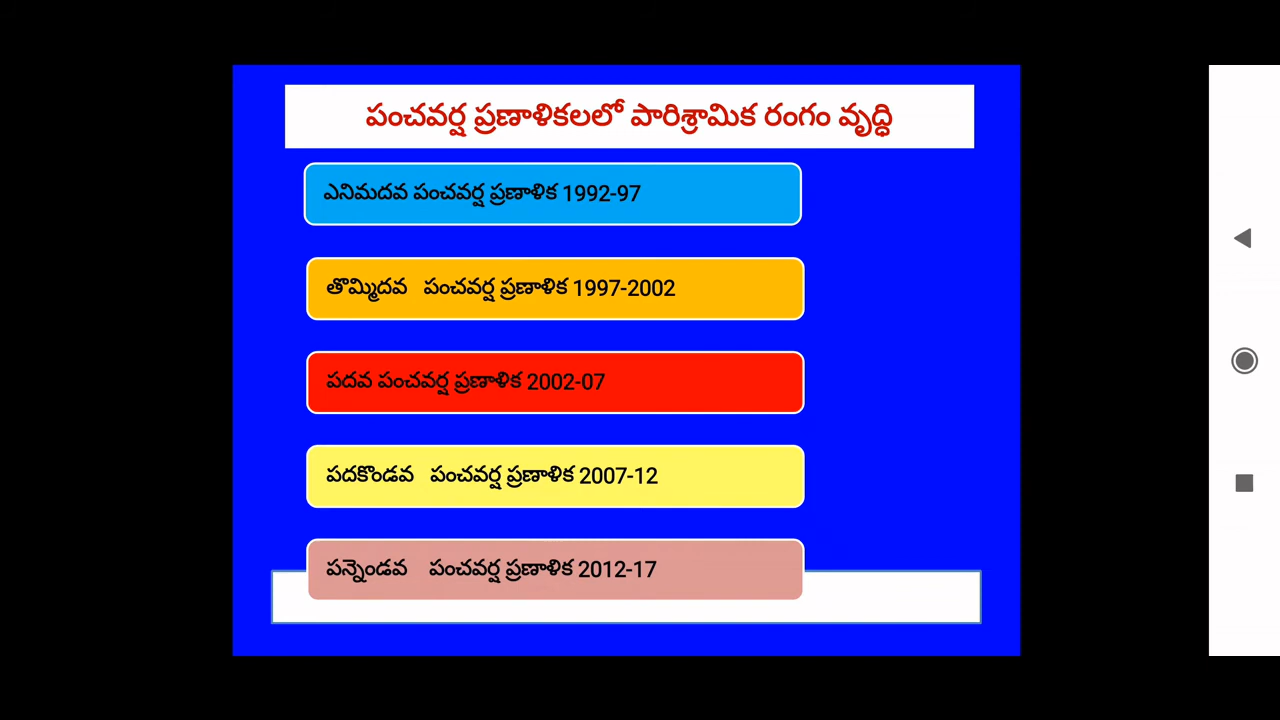 పంచవర్ష ప్రణాళికలలో పారిశ్రామిక రంగం వృద్ధి
ఎనిమదవ పంచవర్ష ప్రణాళిక 1992-97
తొమ్మిదవ పంచవర్ష ప్రణాళిక 1997-2002
పదవ పంచవర్ష ప్రణాళిక 2002-07
పదకొండవ పంచవర్ష ప్రణాళిక 2007-12
పన్నెండవ పంచవర్ష ప్రణాళిక 2012-17